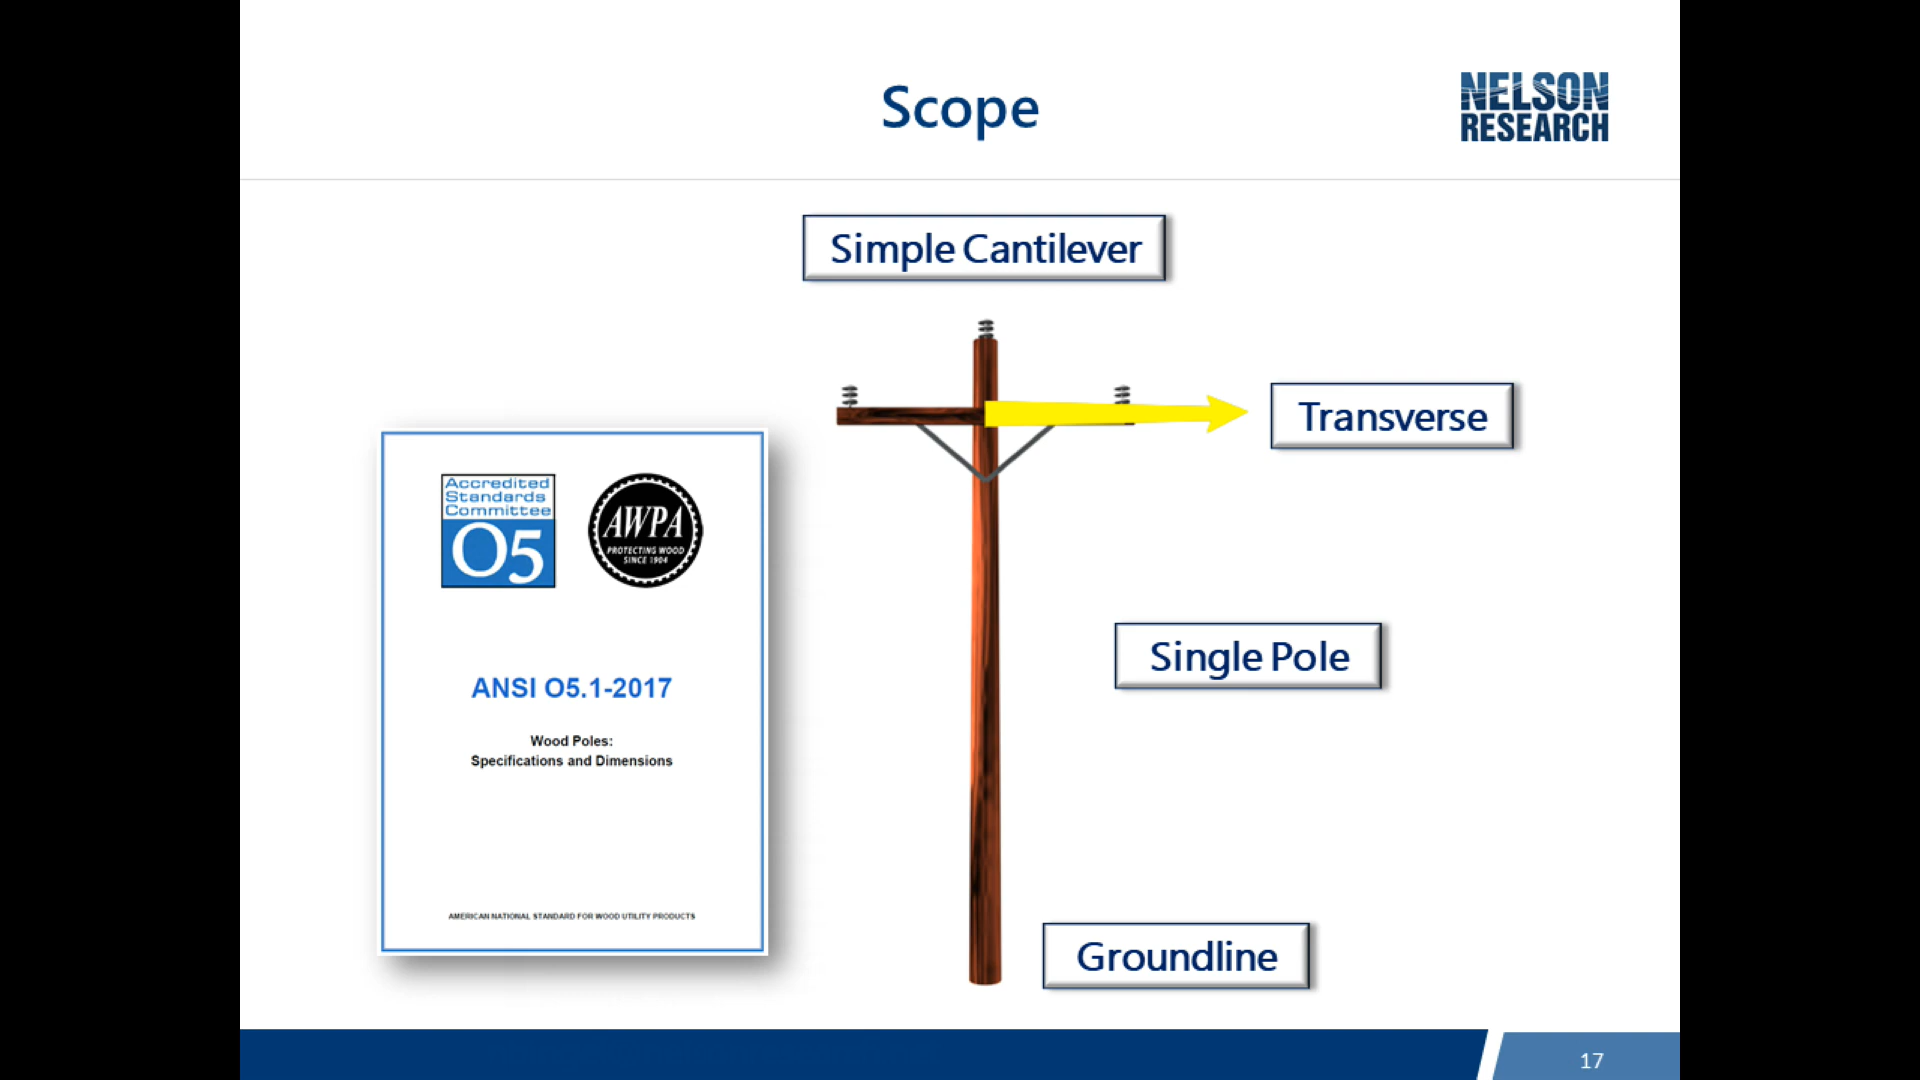 Scope
NELSON
RESEARCH
Simple Cantilever
Transverse
Accredited
Standards
Committee
O5
AWPA
PROTECTING WOOD
SINCE 1904
ANSI O5.1-2017
Wood Poles:
Specifications and Dimensions
AMERICAN NATIONAL STANDARD FOR WOOD UTILITY PRODUCTS
Single Pole
Groundline
17